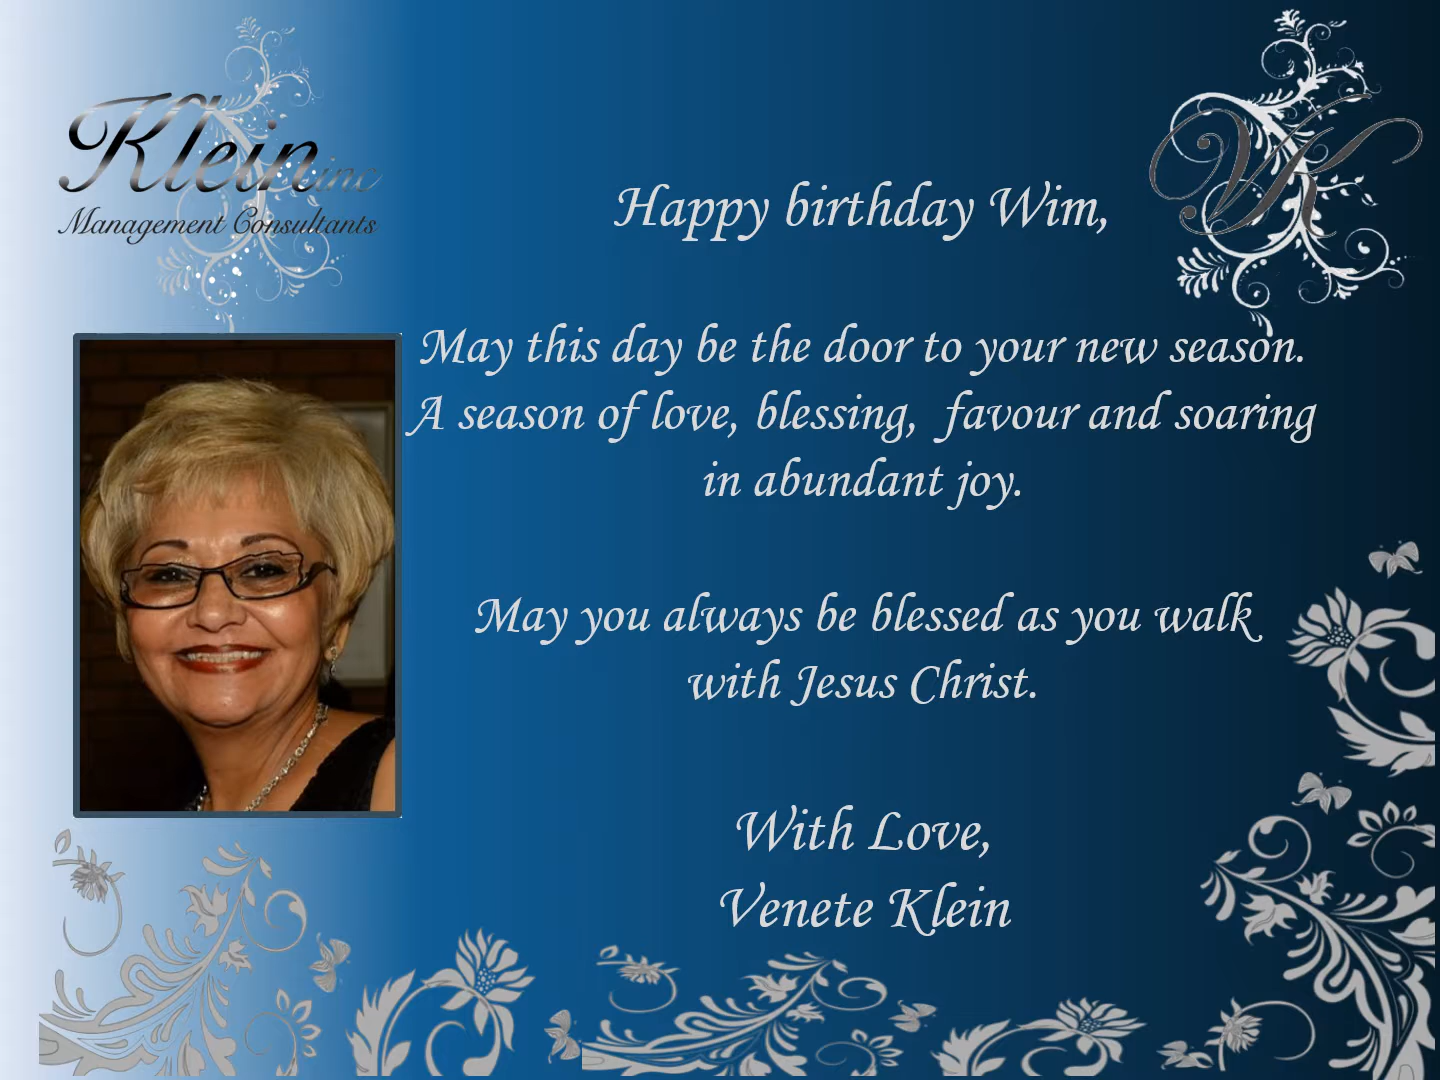 Klein inc
Management Consultants
VK
Happy birthday Wim,
May this day be the door to your new season.
A season of love, blessing, favour and soaring
in abundant joy.
May you always be blessed as you walk
with Jesus Christ.
With Love,
Venete Klein